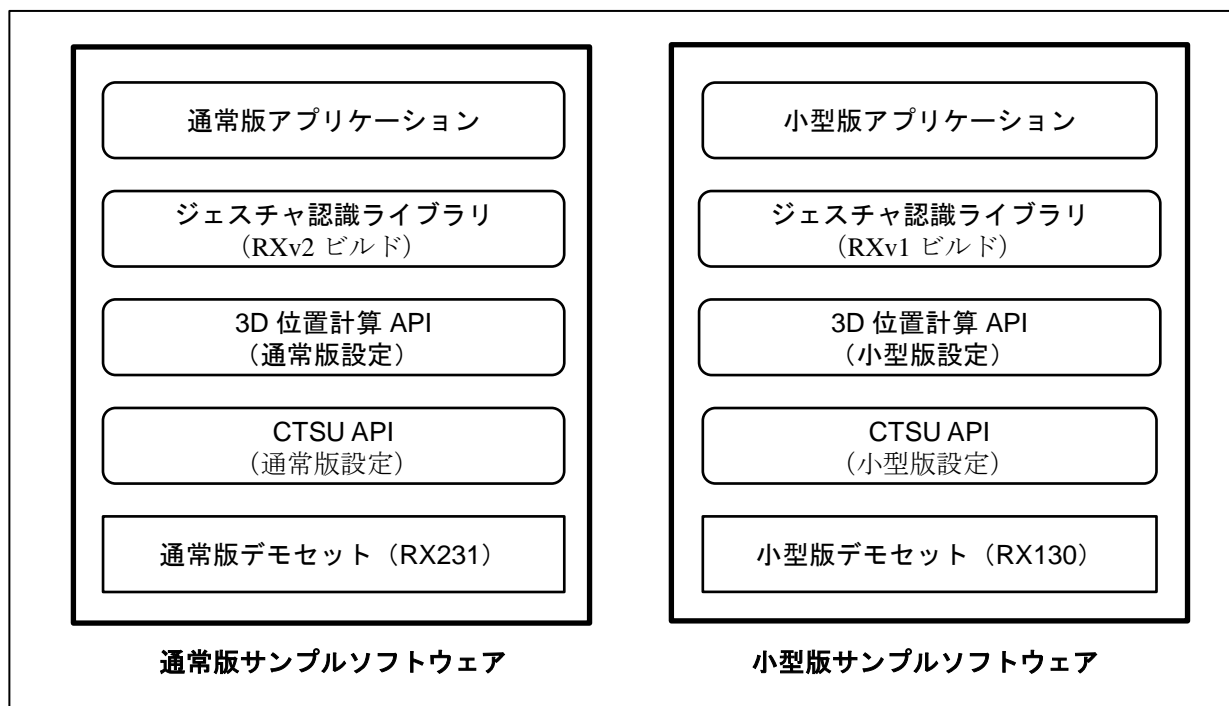 通常版アプリケーション
ジェスチャ認識ライブラリ
（RXv2 ビルド）
3D 位置計算 API
（通常版設定）
CTSU API
（通常版設定）
通常版デモセット（RX231）
通常版サンプルソフトウェア
小型版アプリケーション
ジェスチャ認識ライブラリ
（RXv1 ビルド）
3D 位置計算 API
（小型版設定）
CTSU API
（小型版設定）
小型版デモセット（RX130）
小型版サンプルソフトウェア